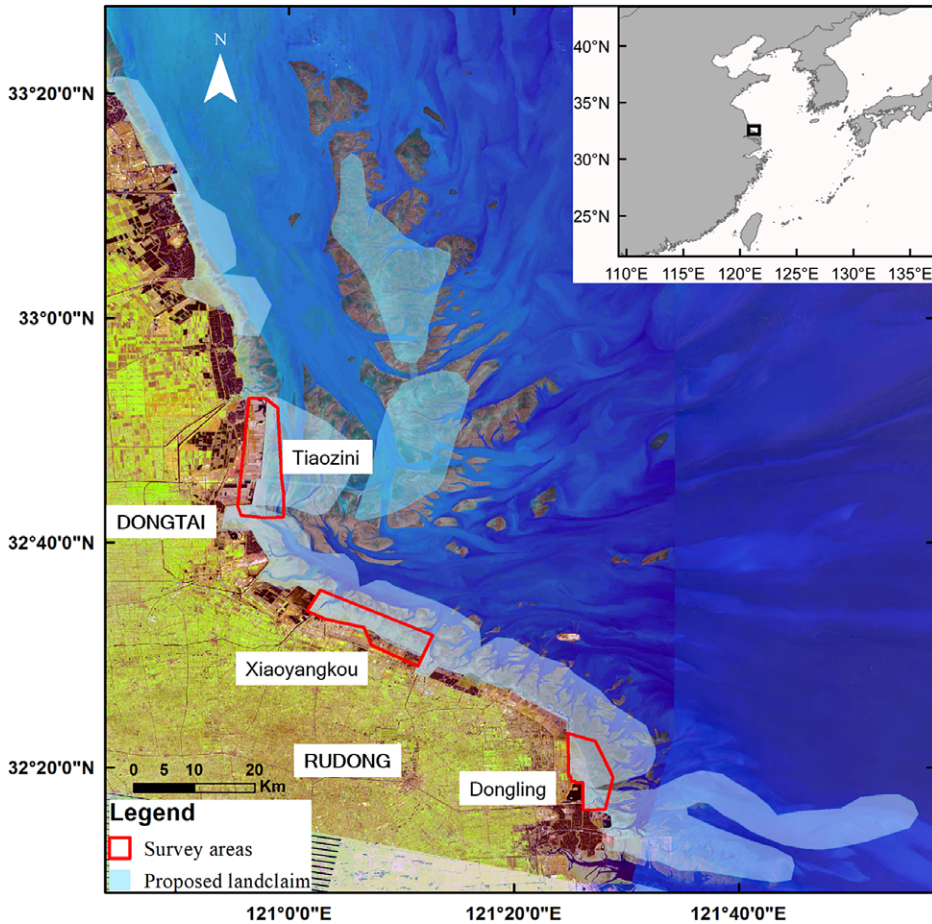 N
33°20'0"N
33°0'0"N
32°40'0"N
32°20'0"N
40°N
35°N
30°N
25°N
110°E 115°E 120°E 125°E 130°E 135°E
Tiaozini
DONGTAI
Xiaoyangkou
RUDONG
Dongling
0 10 20
Km
Legend
Survey areas
Proposed landclaim
121°0'0"E 121°20'0"E 121°40'0"E